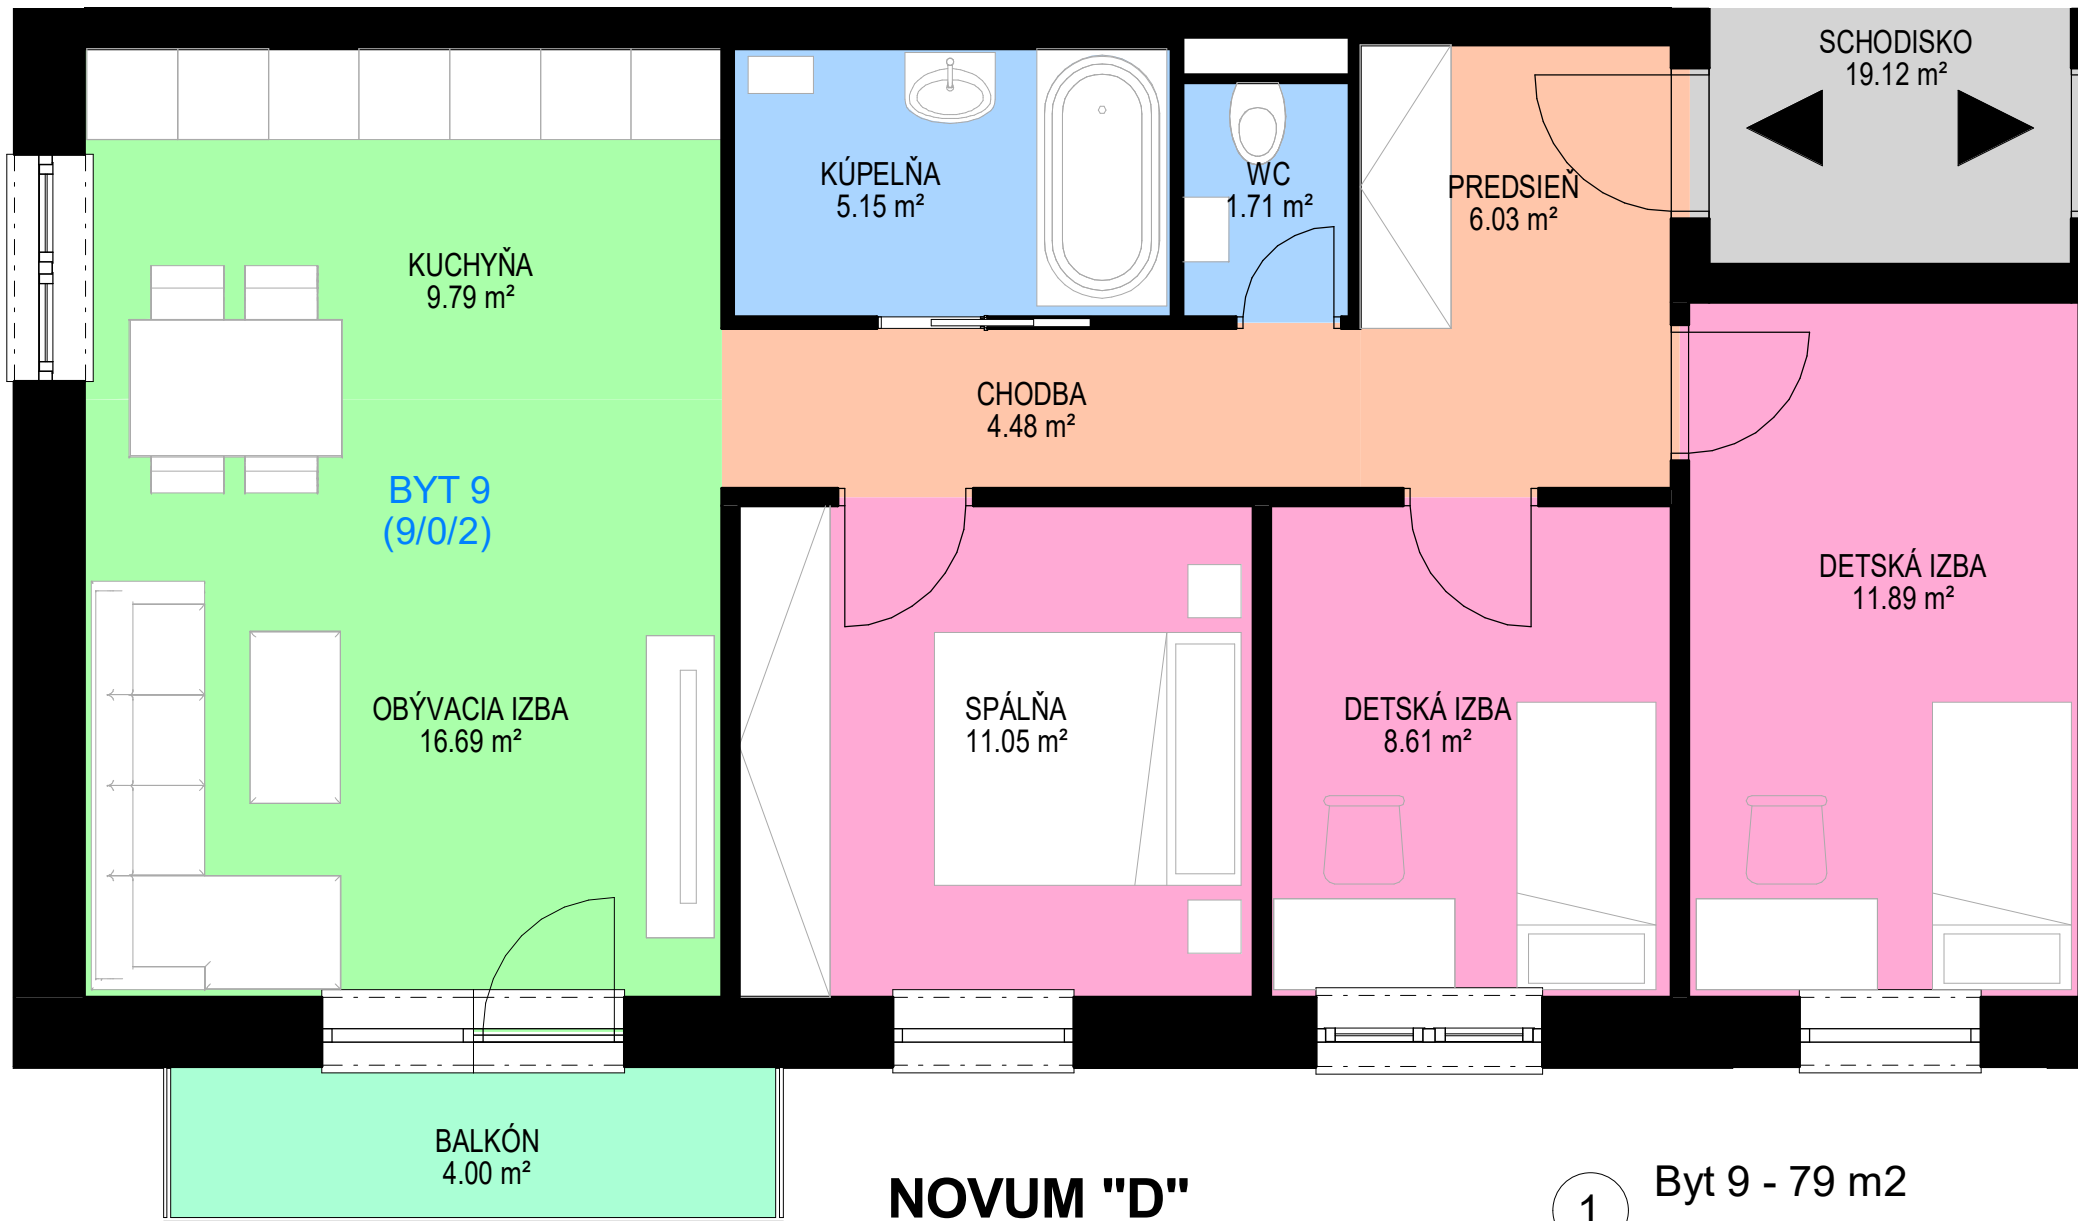 SCHODISKO
19.12 m²
KÚPELŇA
5.15 m²
WC
1.71 m²
PREDSIEŇ
6.03 m²
KUCHYŇA
9.79 m²
CHODBA
4.48 m²
BYT 9
(9/0/2)
DETSKÁ IZBA
11.89 m²
OBÝVACIA IZBA
16.69 m²
SPÁLŇA
11.05 m²
DETSKÁ IZBA
8.61 m²
BALKÓN
4.00 m²
NOVUM "D"
1
Byt 9 - 79 m2